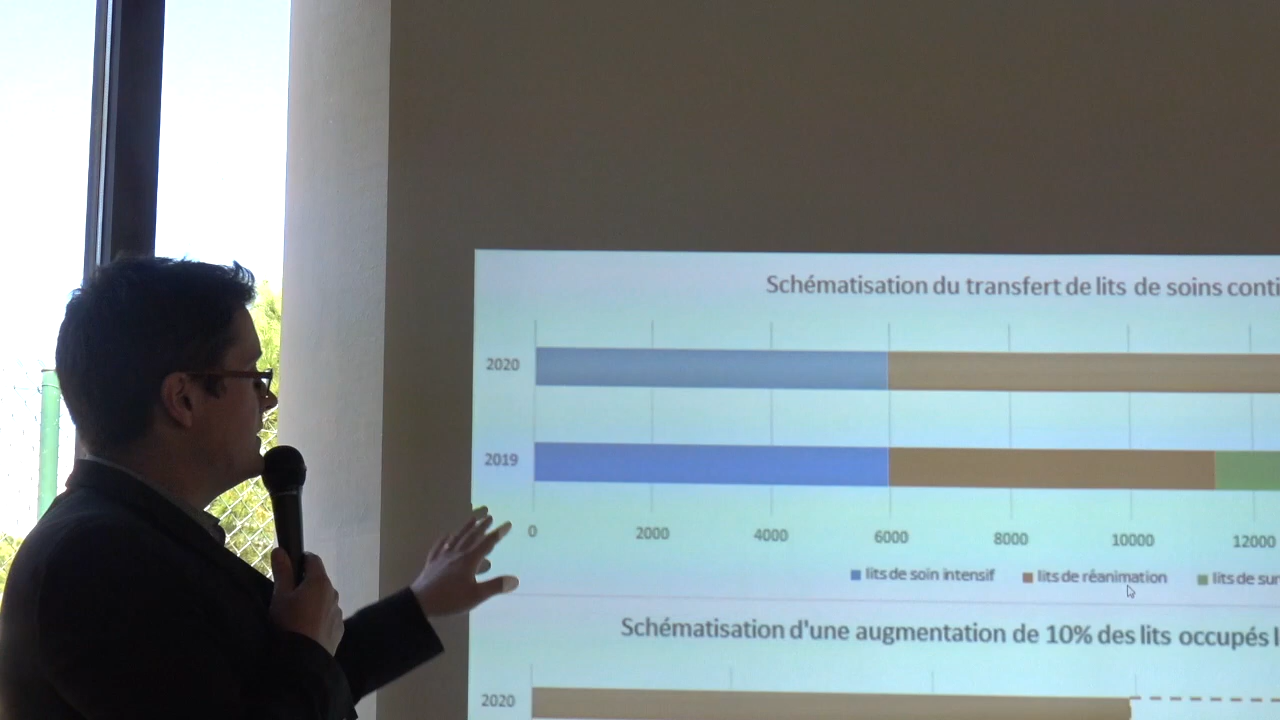 Schématisation du transfert de lits de soins conti
2020
2019
0 2000 4000 6000 8000 10000 12000
lits de soin intensif lits de réanimation lits de sur
Schématisation d'une augmentation de 10% des lits occupés l
2020